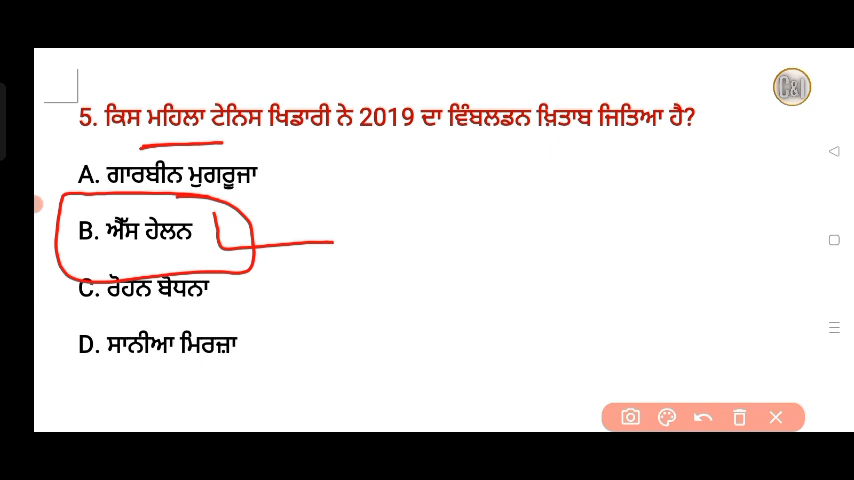 C&I
5. ਕਿਸ ਮਹਿਲਾ ਟੇਨਿਸ ਖਿਡਾਰੀ ਨੇ 2019 ਦਾ ਵਿੰਬਲਡਨ ਖ਼ਿਤਾਬ ਜਿਤਿਆ ਹੈ?
A. ਗਾਰਬੀਨ ਮੁਗਰੂਜਾ
B. ਐੱਸ ਹੇਲਨ
C. ਰੋਹਨ ਬੋਧਨਾ
D. ਸਾਨੀਆ ਮਿਰਜ਼ਾ